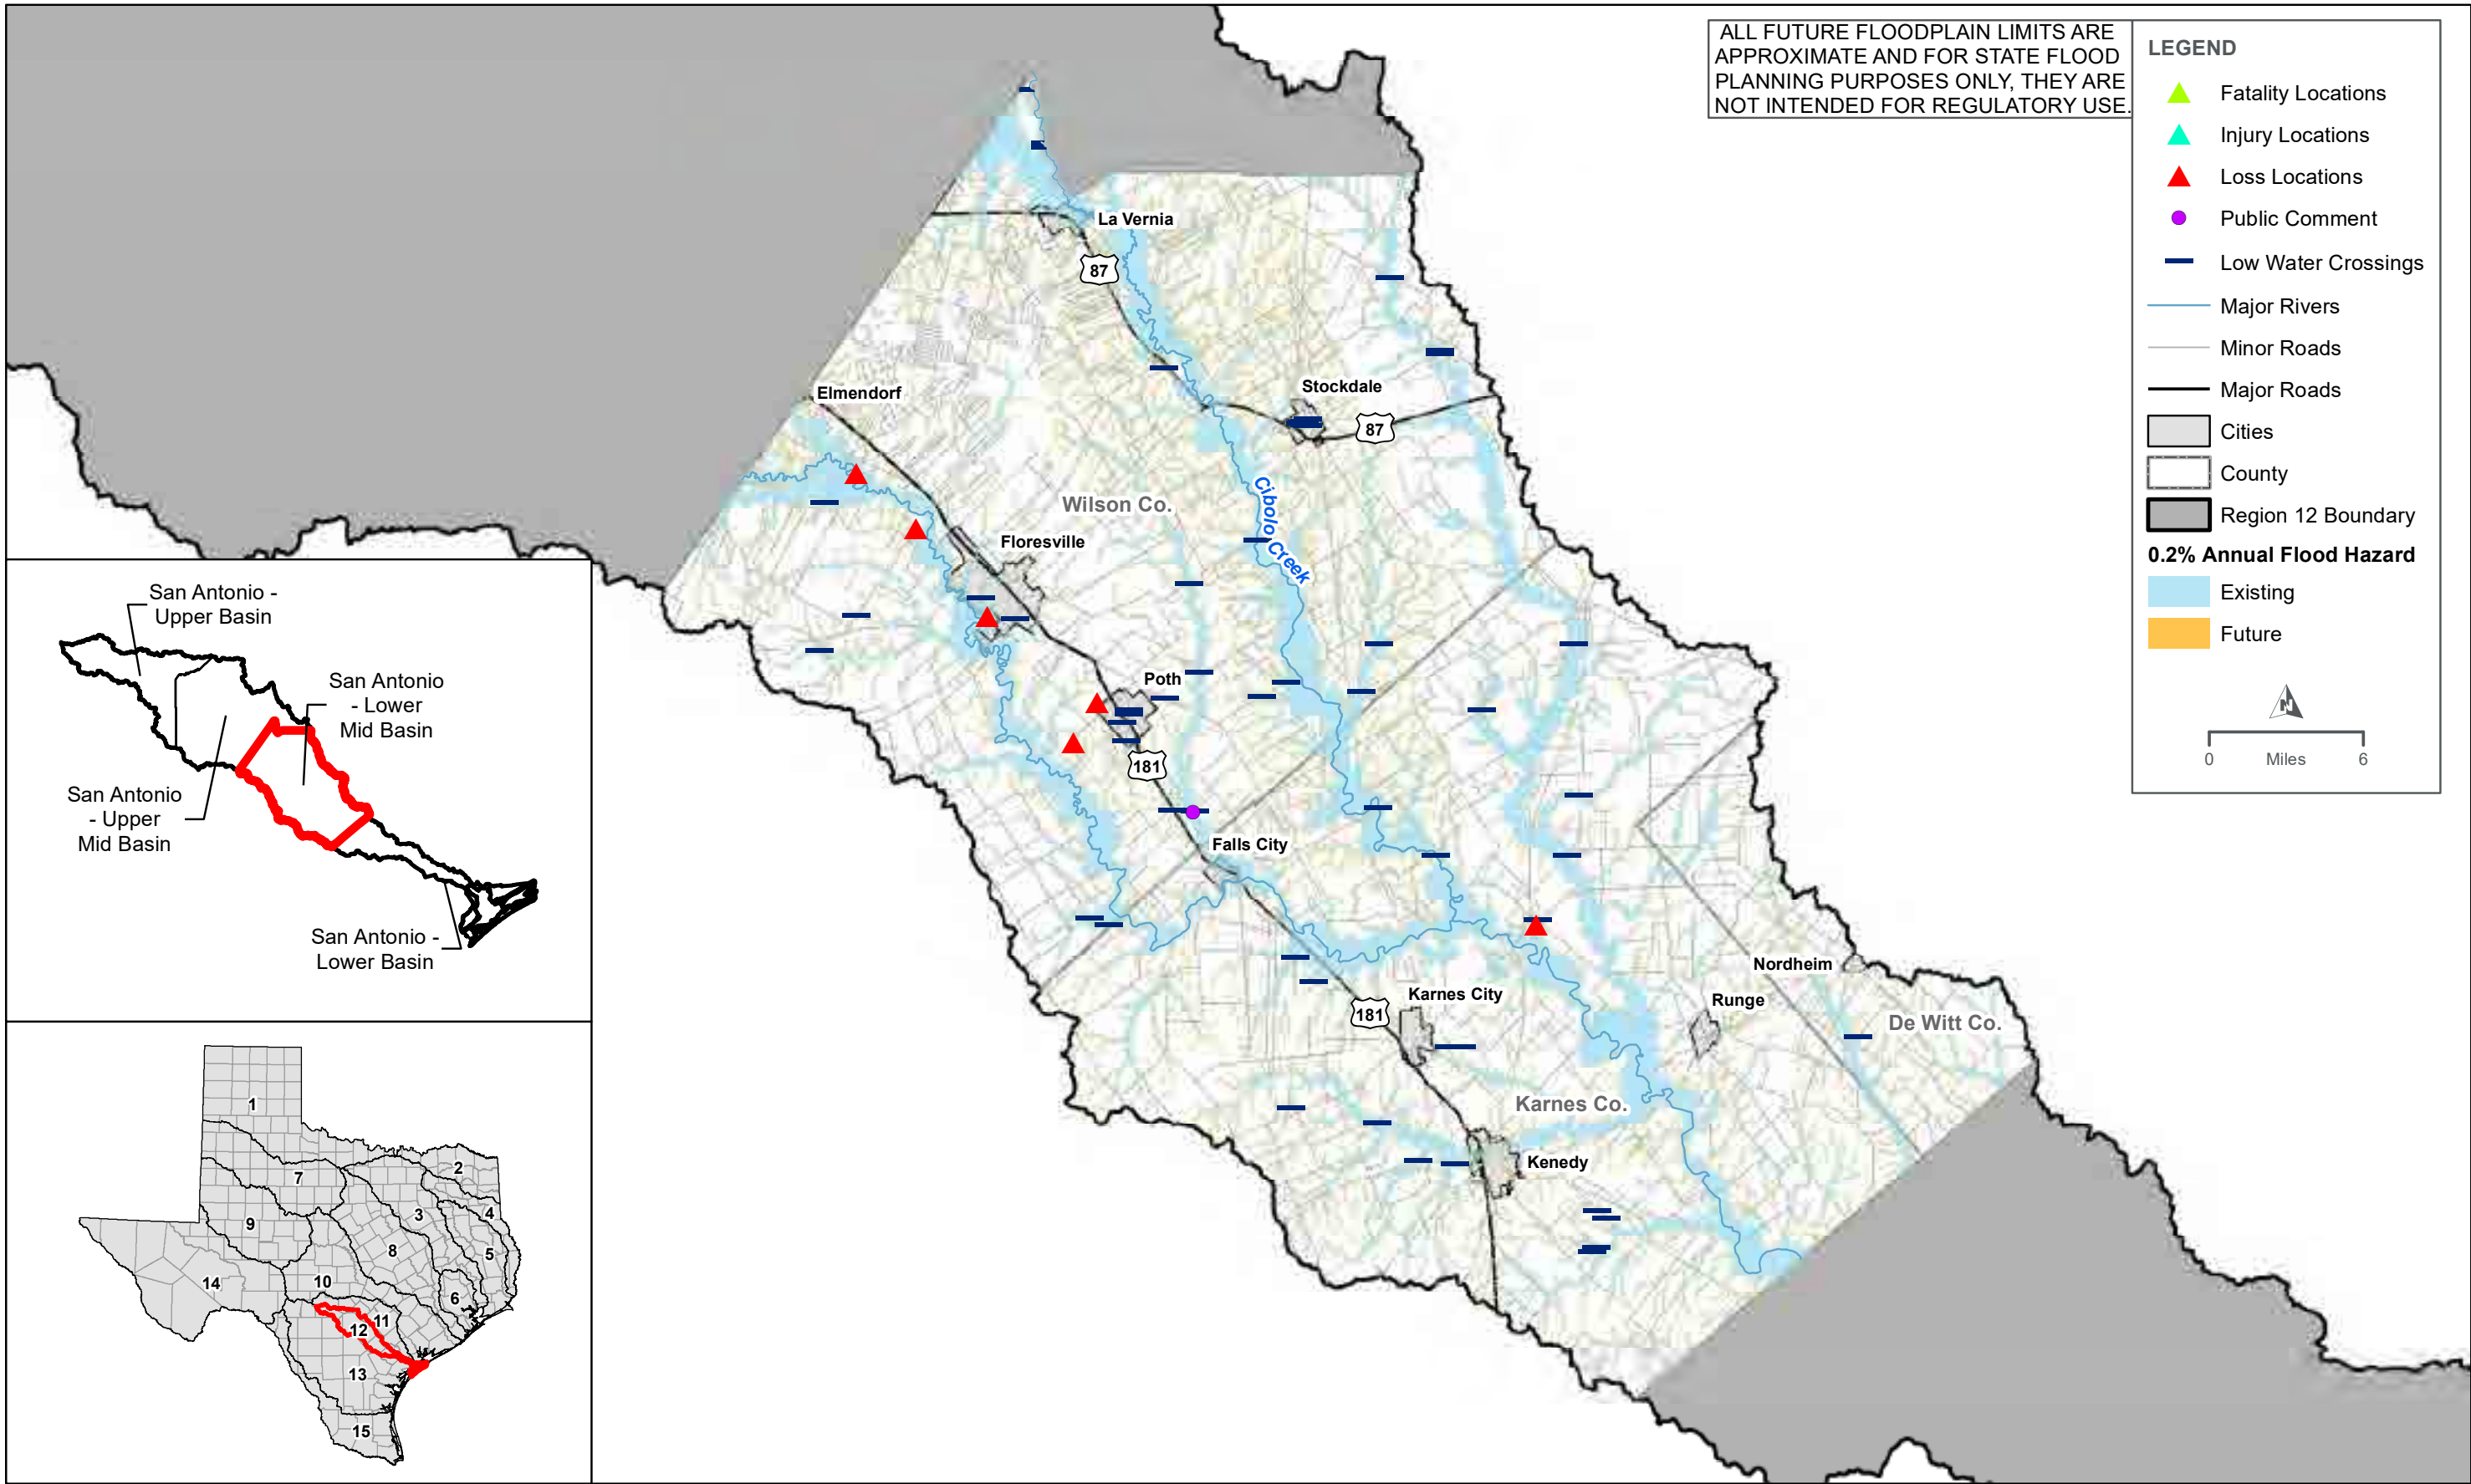 ALL FUTURE FLOODPLAIN LIMITS ARE
APPROXIMATE AND FOR STATE FLOOD
PLANNING PURPOSES ONLY, THEY ARE
NOT INTENDED FOR REGULATORY USE.
LEGEND
Fatality Locations
Injury Locations
Loss Locations
Public Comment
Low Water Crossings
Major Rivers
Minor Roads
Major Roads
Cities
County
Region 12 Boundary
0.2% Annual Flood Hazard
Existing
Future
N
0 Miles 6
La Vernia
87
Elmendorf
Stockdale
87
Wilson Co.
Cibolo Creek
Floresville
Poth
181
Falls City
Nordheim
Karnes City
Runge
181
De Witt Co.
Karnes Co.
Kenedy
San Antonio -
Upper Basin
San Antonio
- Lower
Mid Basin
San Antonio
- Upper
Mid Basin
San Antonio -
Lower Basin
1
2
7
3
4
9
8
5
14
10
6
11
12
13
15